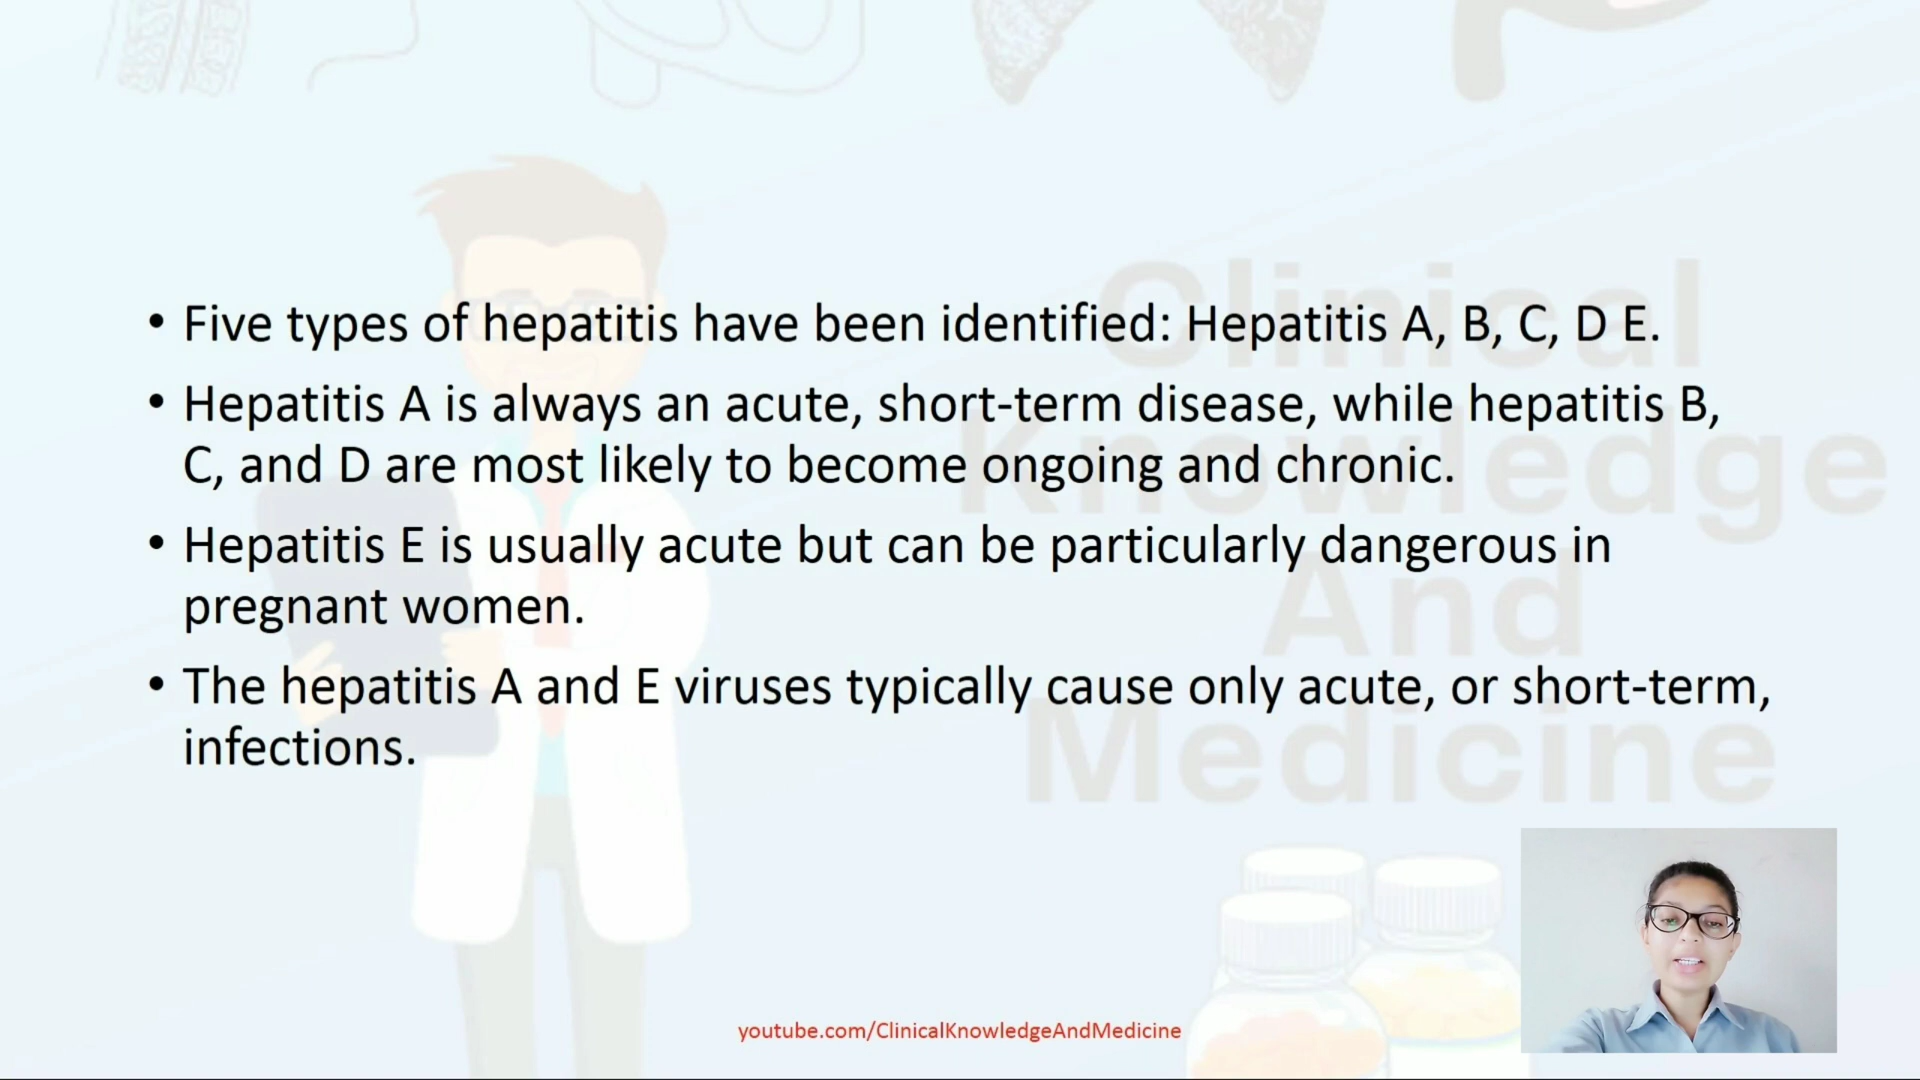 • Five types of hepatitis have been identified: Hepatitis A, B, C, D E.
• Hepatitis A is always an acute, short-term disease, while hepatitis B,
C, and D are most likely to become ongoing and chronic.
• Hepatitis E is usually acute but can be particularly dangerous in
pregnant women.
• The hepatitis A and E viruses typically cause only acute, or short-term,
infections.
Clinical
Knowledge
And
Medicine
youtube.com/ClinicalKnowledgeAndMedicine